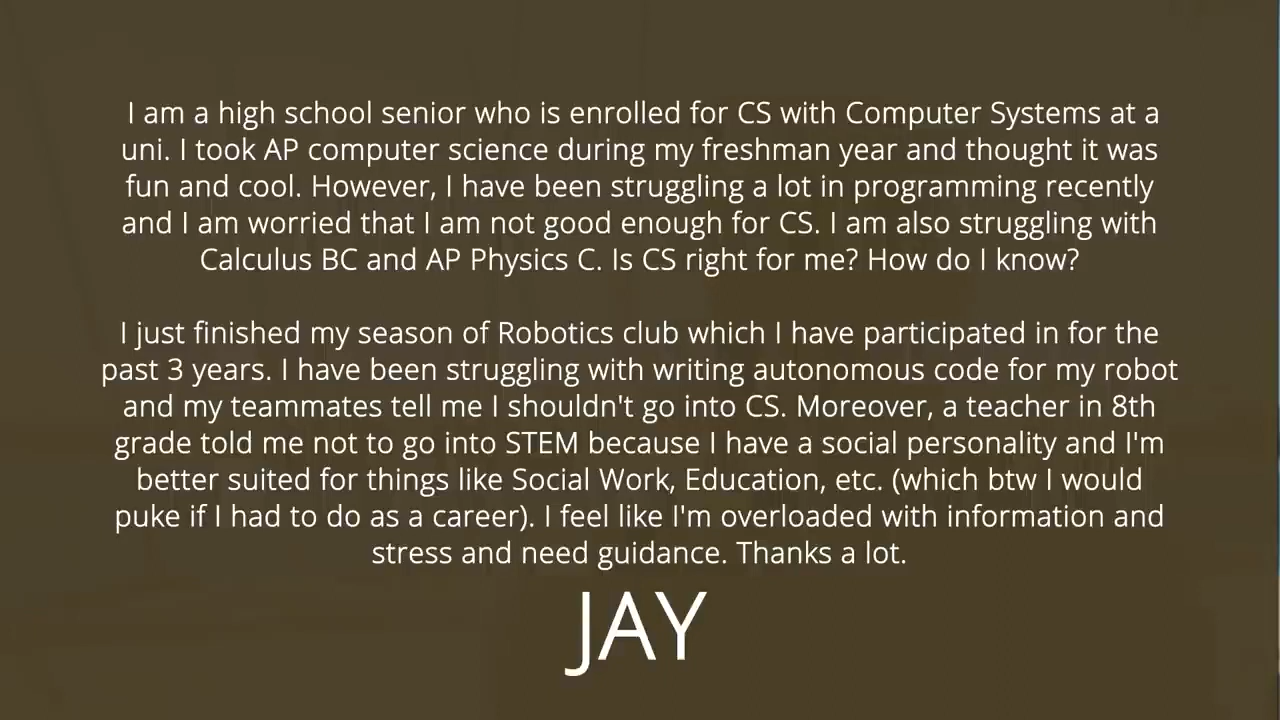 I am a high school senior who is enrolled for CS with Computer Systems at a
uni. I took AP computer science during my freshman year and thought it was
fun and cool. However, I have been struggling a lot in programming recently
and I am worried that I am not good enough for CS. I am also struggling with
Calculus BC and AP Physics C. Is CS right for me? How do I know?
I just finished my season of Robotics club which I have participated in for the
past 3 years. I have been struggling with writing autonomous code for my robot
and my teammates tell me I shouldn't go into CS. Moreover, a teacher in 8th
grade told me not to go into STEM because I have a social personality and I'm
better suited for things like Social Work, Education, etc. (which btw I would
puke if I had to do as a career). I feel like I'm overloaded with information and
stress and need guidance. Thanks a lot.
JAY